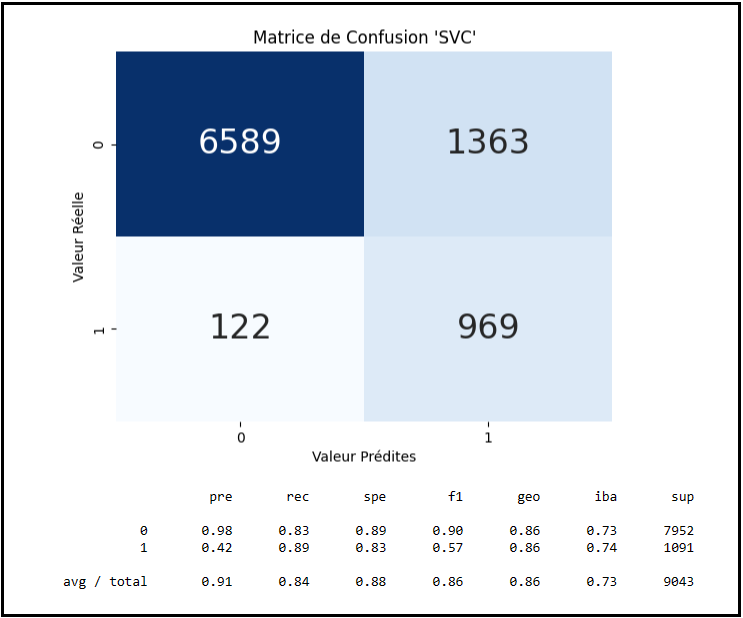 Matrice de Confusion 'SVC'
Valeur Réelle
0
6589 1363
1
122 969
0 1
Valeur Prédites
pre rec spe f1 geo iba sup
0 0.98 0.83 0.89 0.90 0.86 0.73 7952
1 0.42 0.89 0.83 0.57 0.86 0.74 1091
avg / total 0.91 0.84 0.88 0.86 0.86 0.73 9043